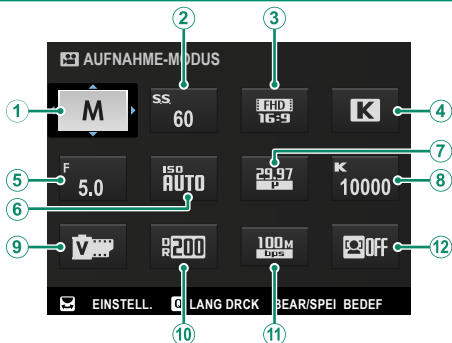 ② ③
AUFNAHME-MODUS
① M S.S. 60 FHD 16:9 K ④
⑦
⑤ F 5.0 ISO AUTO 29.97 P K 10000 ⑧
⑥
⑨ V DR 200 100M bps OFF ⑫
EINSTELL. Q LANG DRCK BEAR/SPEI BEDEF
⑩ ⑪